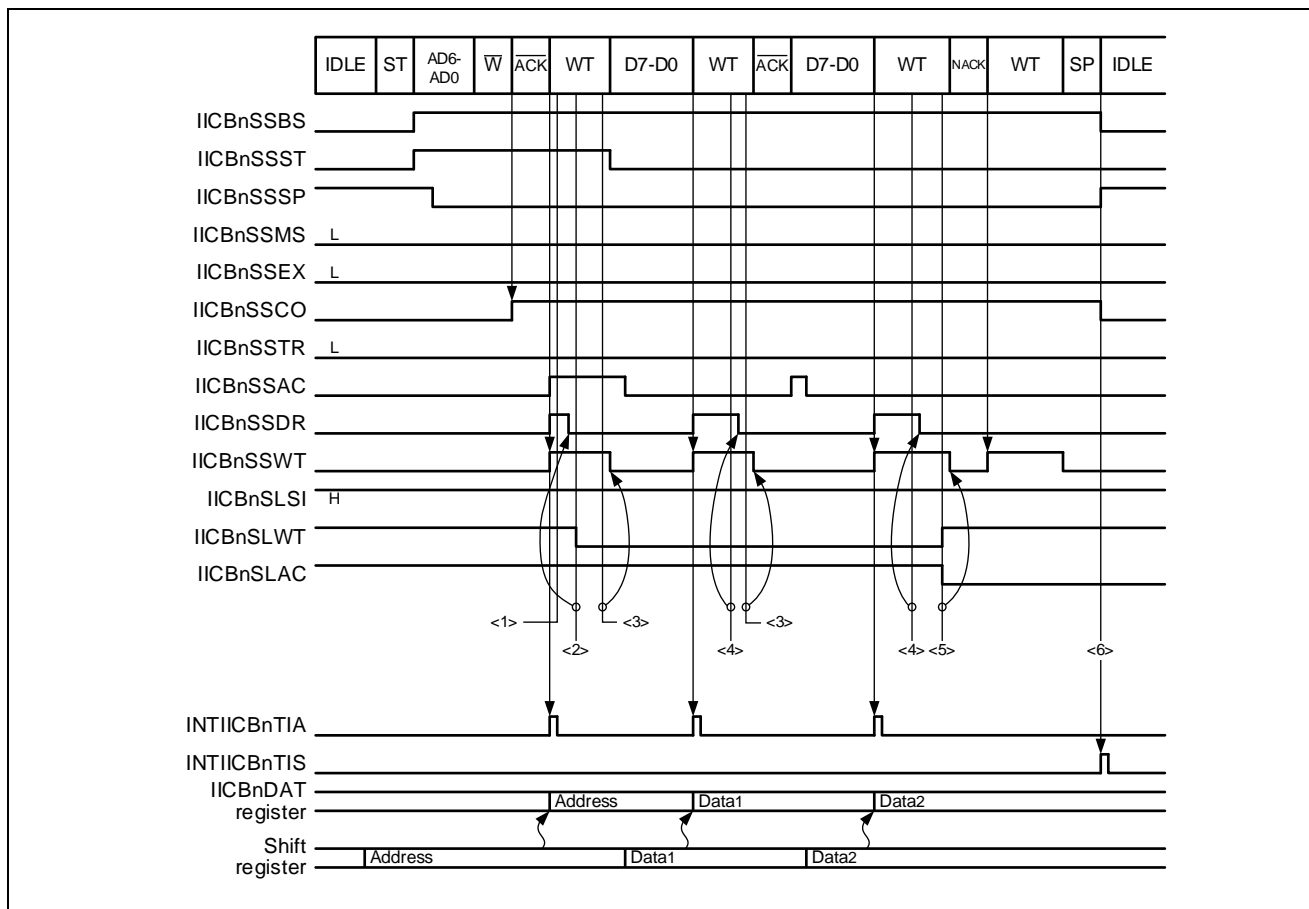 IDLE ST AD6- AD0 W ACK WT D7-D0 WT ACK D7-D0 WT NACK WT SP IDLE
IICBnSSBS
IICBnSSST
IICBnSSSP
IICBnSSMS L
IICBnSSEX L
IICBnSSCO
IICBnSSTR L
IICBnSSAC
IICBnSSDR
IICBnSSWT
IICBnSLSI H
IICBnSLWT
IICBnSLAC
<1> <3> <3>
<2> <4> <4> <5> <6>
INTIICBnTIA
INTIICBnTIS
IICBnDAT
register Address Data1 Data2
Shift
register Address Data1 Data2